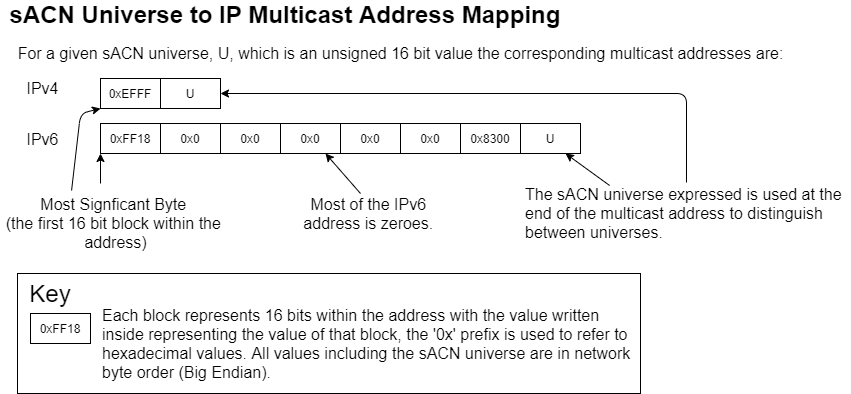 sACN Universe to IP Multicast Address Mapping
For a given sACN universe, U, which is an unsigned 16 bit value the corresponding multicast addresses are:
IPv4
0xEFFF U
IPv6
0xFF18 0x0 0x0 0x0 0x0 0x0 0x8300 U
Most Signficant Byte
(the first 16 bit block within the
address)
Most of the IPv6
address is zeroes.
The sACN universe expressed is used at the
end of the multicast address to distinguish
between universes.
Key
0xFF18
Each block represents 16 bits within the address with the value written
inside representing the value of that block, the '0x' prefix is used to refer to
hexadecimal values. All values including the sACN universe are in network
byte order (Big Endian).